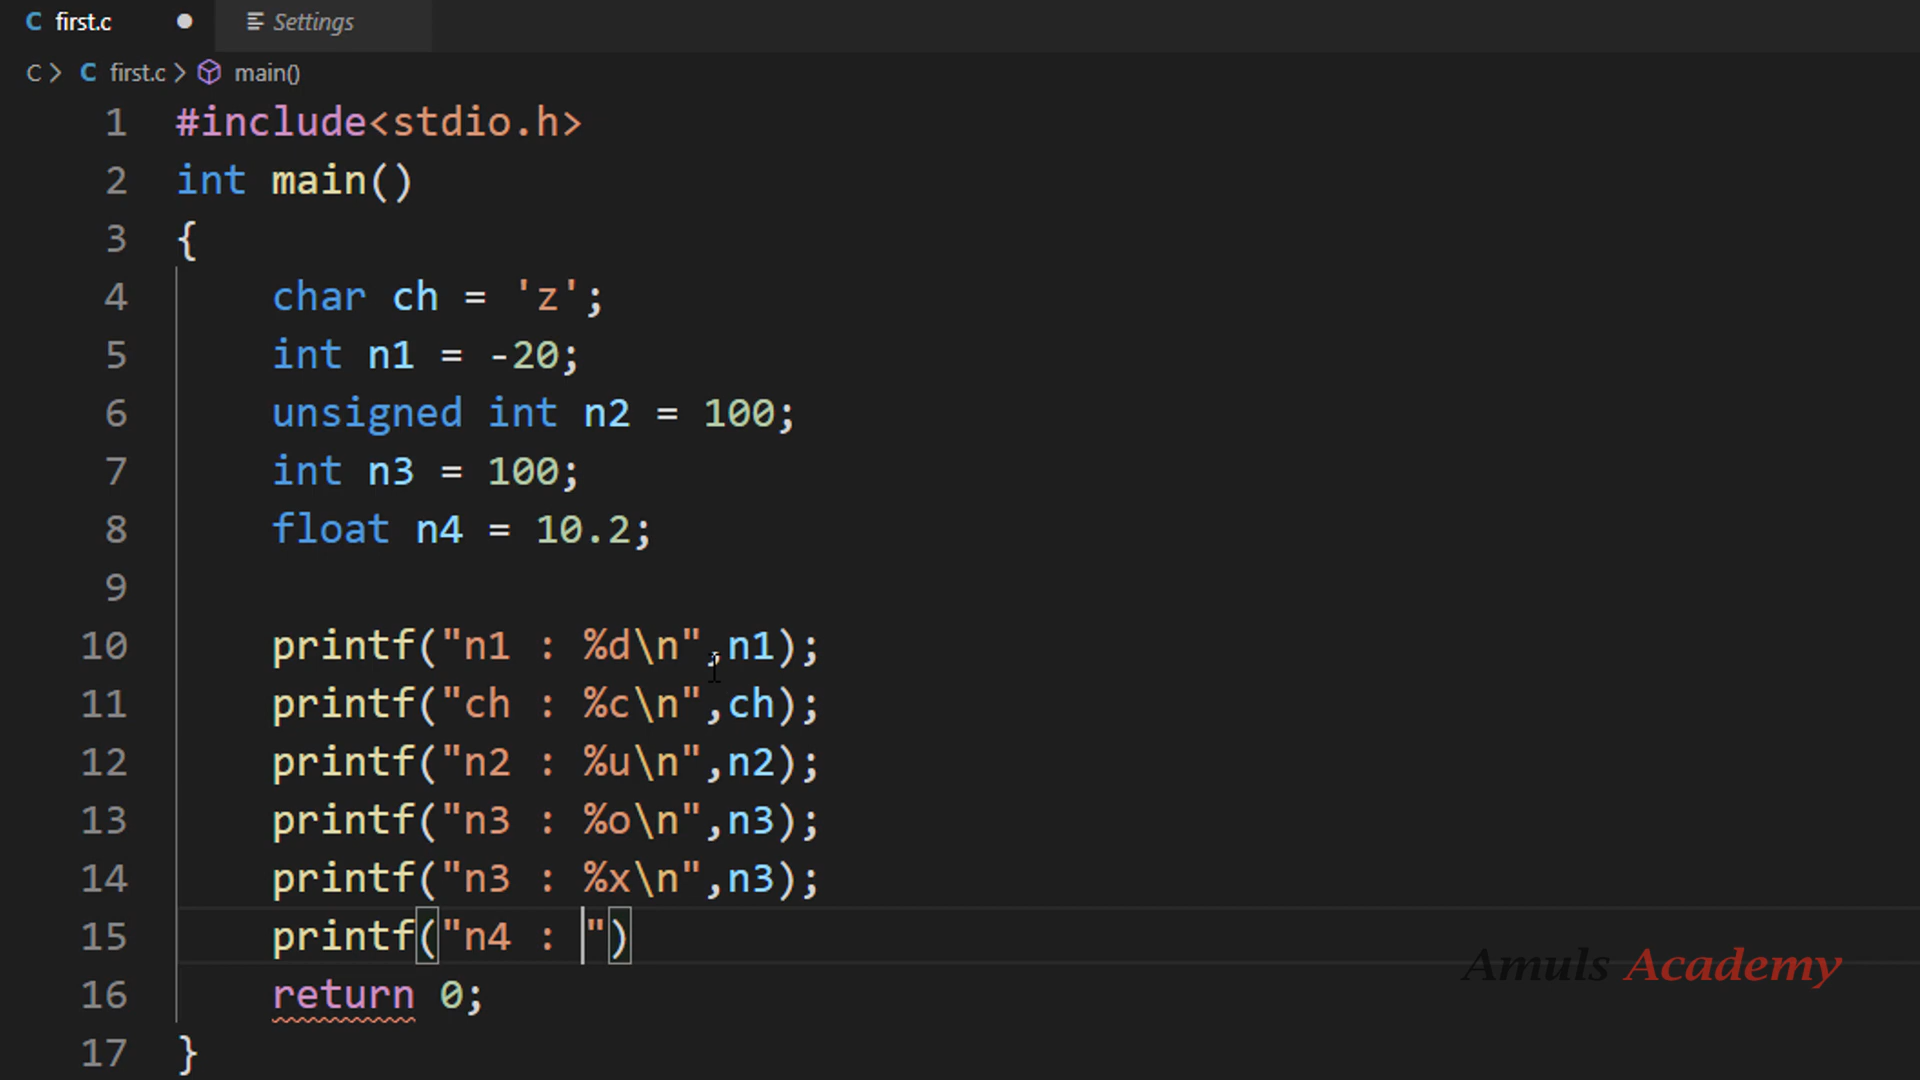 first.c Settings
C > C first.c > main()
1 #include<stdio.h>
2 int main()
3 {
4     char ch = 'z';
5     int n1 = -20;
6     unsigned int n2 = 100;
7     int n3 = 100;
8     float n4 = 10.2;
9
10     printf("n1 : %d\n",n1);
11     printf("ch : %c\n",ch);
12     printf("n2 : %u\n",n2);
13     printf("n3 : %o\n",n3);
14     printf("n3 : %x\n",n3);
15     printf("n4 : ")
16     return 0;
17 }
Amuls Academy